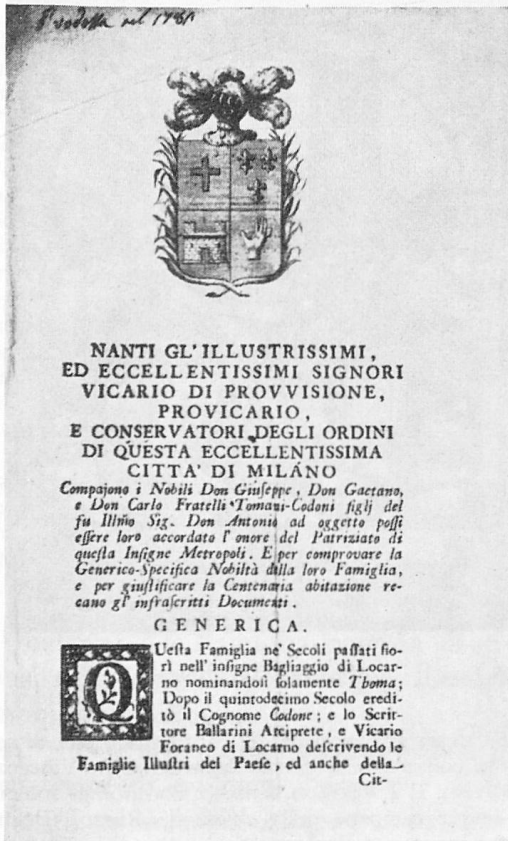 Prodotta nel 1781
NANTI GL' ILLUSTRISSIMI,
ED ECCELLENTISSIMI SIGNORI
VICARIO DI PROVVISIONE,
PROVICARIO,
E CONSERVATORI DEGLI ORDINI
DI QUESTA ECCELLENTISSIMA
CITTA' DI MILANO
Compajono i Nobili Don Giuseppe, Don Gaetano,
e Don Carlo Fratelli Tomani-Codoni figlj del
fu Illm̃o Sig. Don Antonio ad oggetto possi
essere loro accordato l' onore del Patriziato di
questa Insigne Metropoli. E per comprovare la
Generico-Specifica Nobiltà della loro Famiglia,
e per giustificare la Centenaria abitazione re-
cano gl' infrascritti Documenti.
GENERICA.
QUesta Famiglia ne' Secoli passati fio-
rì nell' insigne Bagliaggio di Locar-
no nominandosi solamente Thoma;
Dopo il quintodecimo Secolo eredi-
tò il Cognome Codone; e lo Scrit-
tore Ballarini Arciprete, e Vicario
Foraneo di Locarno descrivendo le
Famiglie Illustri del Paese, ed anche della
Cit-